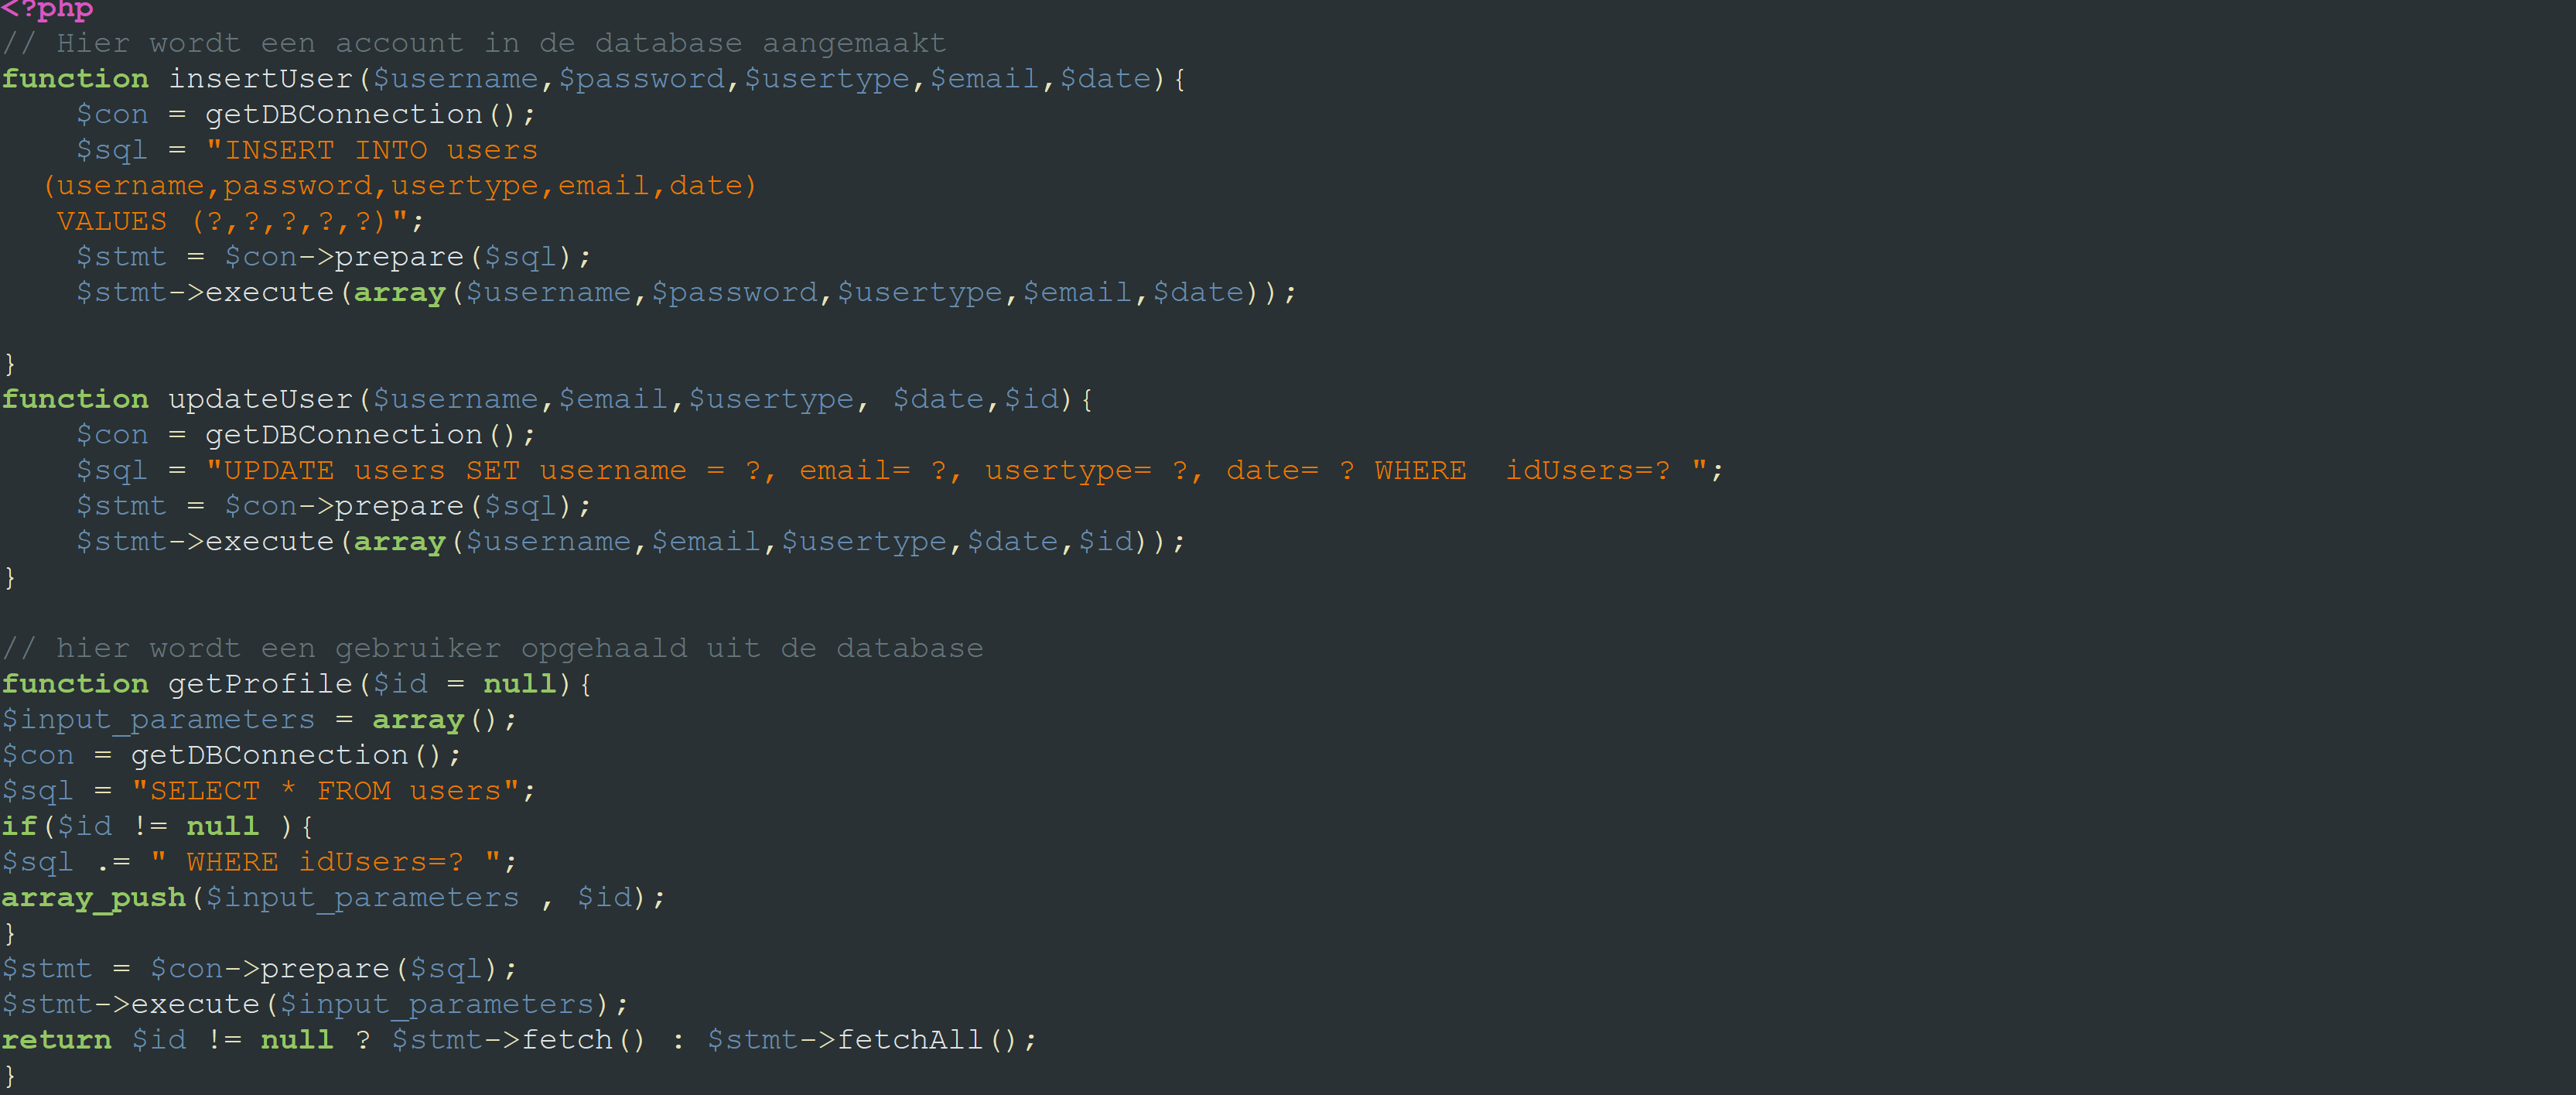 <?php
// Hier wordt een account in de database aangemaakt
function insertUser($username,$password,$usertype,$email,$date){
    $con = getDBConnection();
    $sql = "INSERT INTO users
  (username,password,usertype,email,date)
   VALUES (?,?,?,?,?)";
    $stmt = $con->prepare($sql);
    $stmt->execute(array($username,$password,$usertype,$email,$date));
}
function updateUser($username,$email,$usertype, $date,$id){
    $con = getDBConnection();
    $sql = "UPDATE users SET username = ?, email= ?, usertype= ?, date= ? WHERE  idUsers=? ";
    $stmt = $con->prepare($sql);
    $stmt->execute(array($username,$email,$usertype,$date,$id));
}
// hier wordt een gebruiker opgehaald uit de database
function getProfile($id = null){
$input_parameters = array();
$con = getDBConnection();
$sql = "SELECT * FROM users";
if($id != null ){
$sql .= " WHERE idUsers=? ";
array_push($input_parameters , $id);
}
$stmt = $con->prepare($sql);
$stmt->execute($input_parameters);
return $id != null ? $stmt->fetch() : $stmt->fetchAll();
}